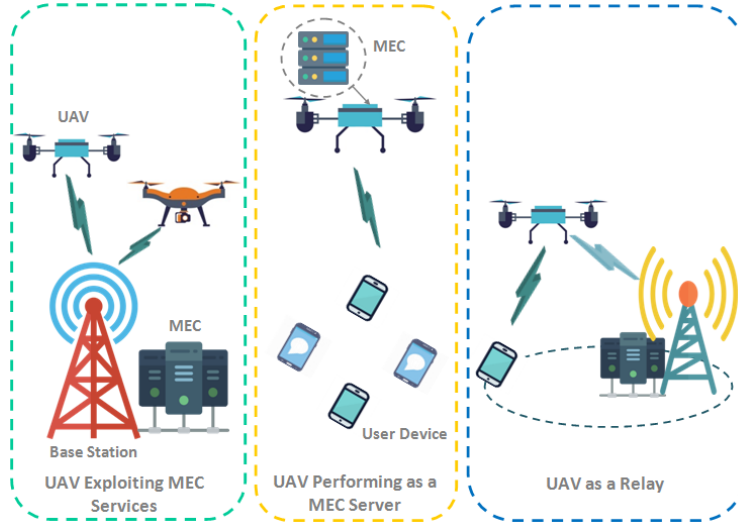 UAV
MEC
Base Station
UAV Exploiting MEC
Services
MEC
User Device
UAV Performing as a
MEC Server
UAV as a Relay